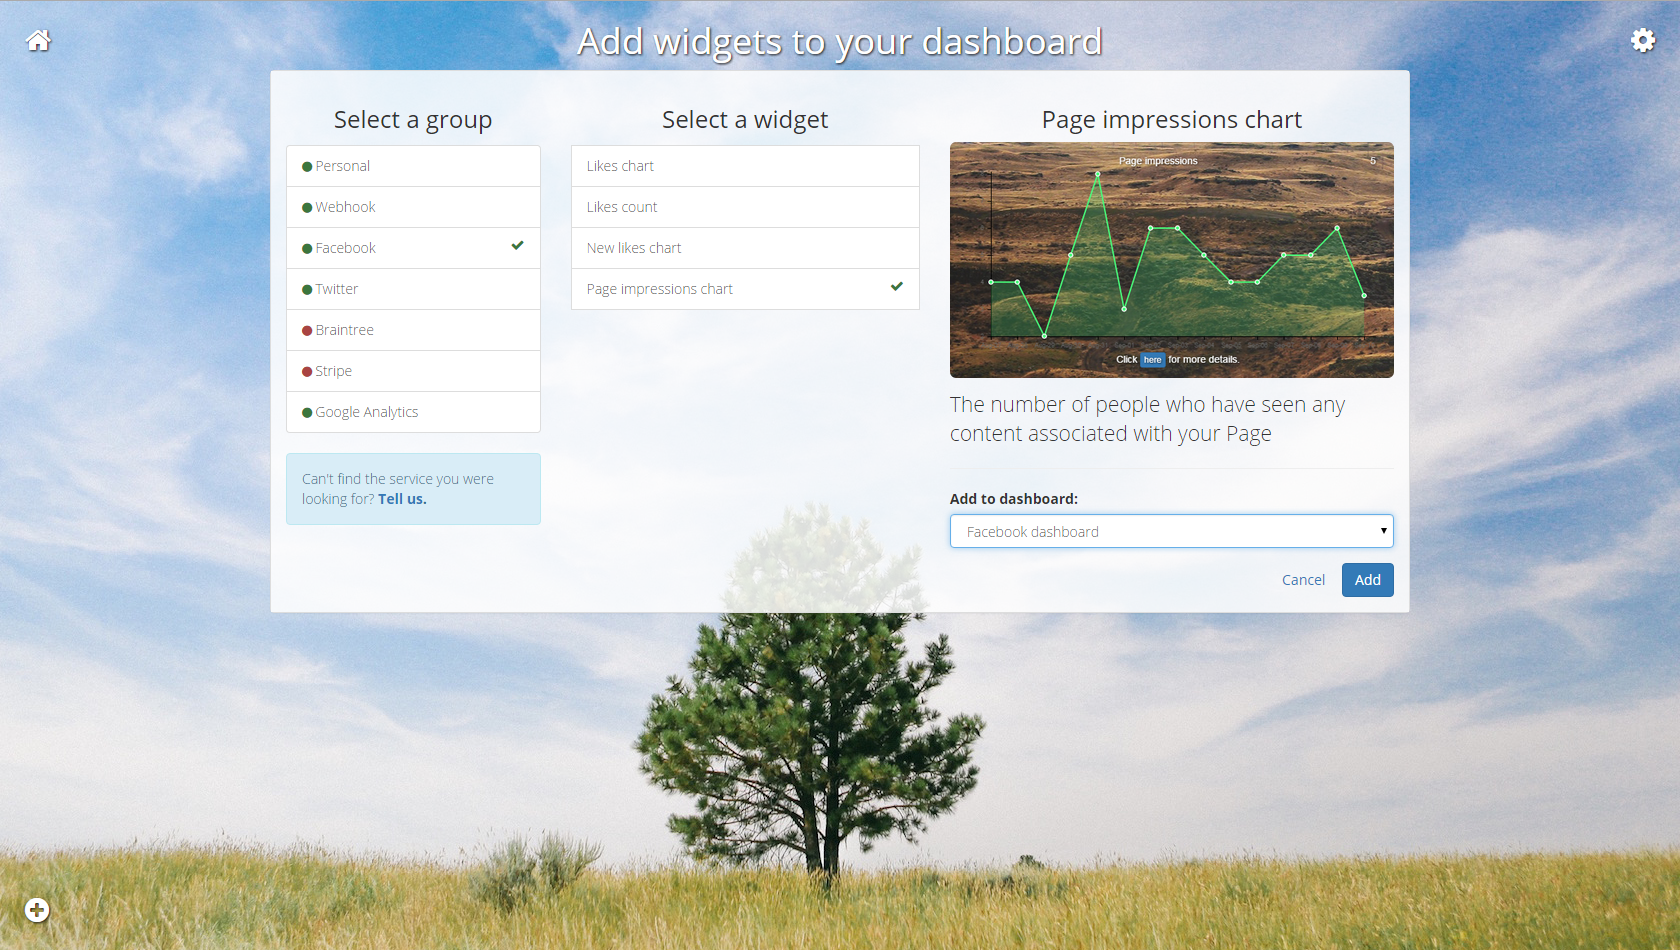 Add widgets to your dashboard
Select a group
Personal
Webhook
Facebook
Twitter
Braintree
Stripe
Google Analytics
Can't find the service you were
looking for? Tell us.
Select a widget
Likes chart
Likes count
New likes chart
Page impressions chart
Page impressions chart
Page impressions
5
Click here for more details.
The number of people who have seen any
content associated with your Page
Add to dashboard:
Facebook dashboard
Cancel
Add